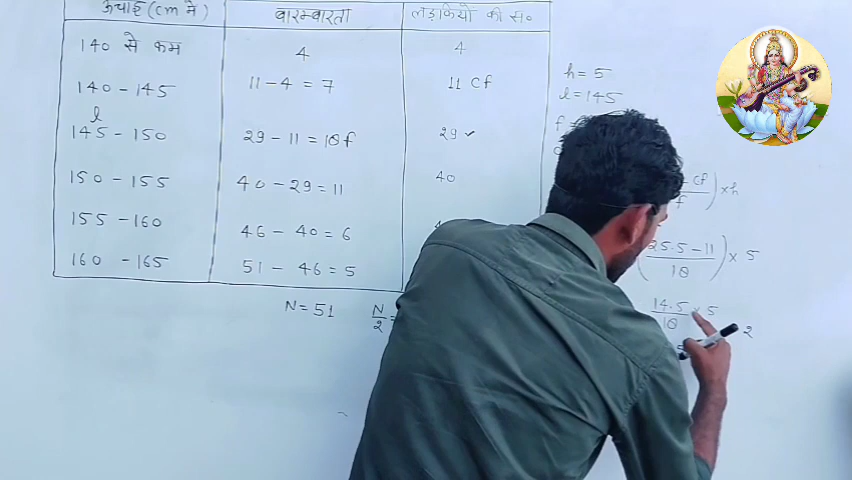 ऊंचाई (cm में) बारम्बारता लड़कियों की सं०
140 से कम 4 4
140 - 145 11 - 4 = 7 11 Cf
l
145 - 150 29 - 11 = 18 f 29 ✓
150 - 155 40 - 29 = 11 40
155 - 160 46 - 40 = 6
160 - 165 51 - 46 = 5
N = 51 N/2 =
h = 5
l = 145
f =
- Cf / f ) × h
( 25.5 - 11 / 18 ) × 5
14.5 / 18 × 5
2